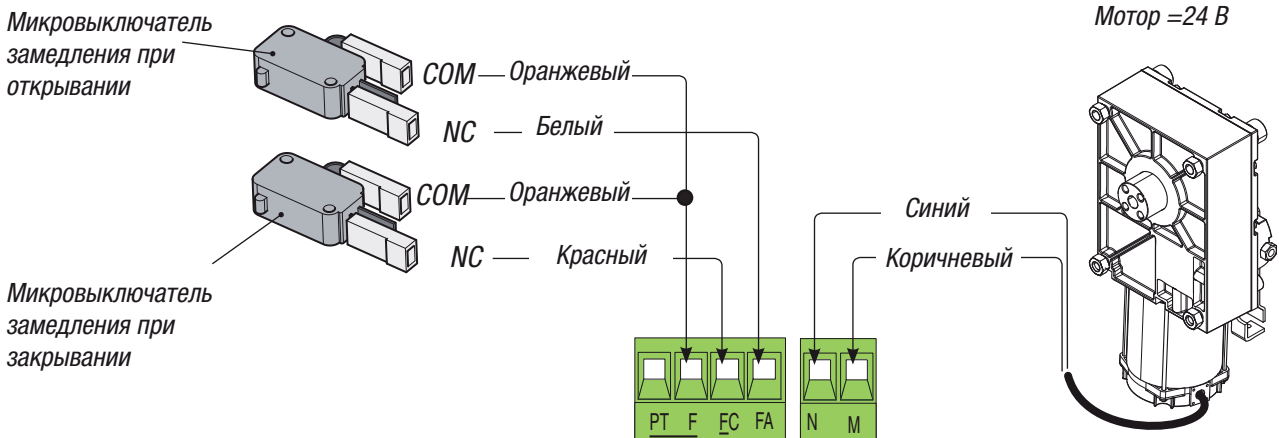 Микровыключатель
замедления при
открывании
Мотор =24 В
COM
Оранжевый
NC
Белый
COM
Оранжевый
NC
Красный
Микровыключатель
замедления при
закрывании
Синий
Коричневый
PT F FC FA
N M